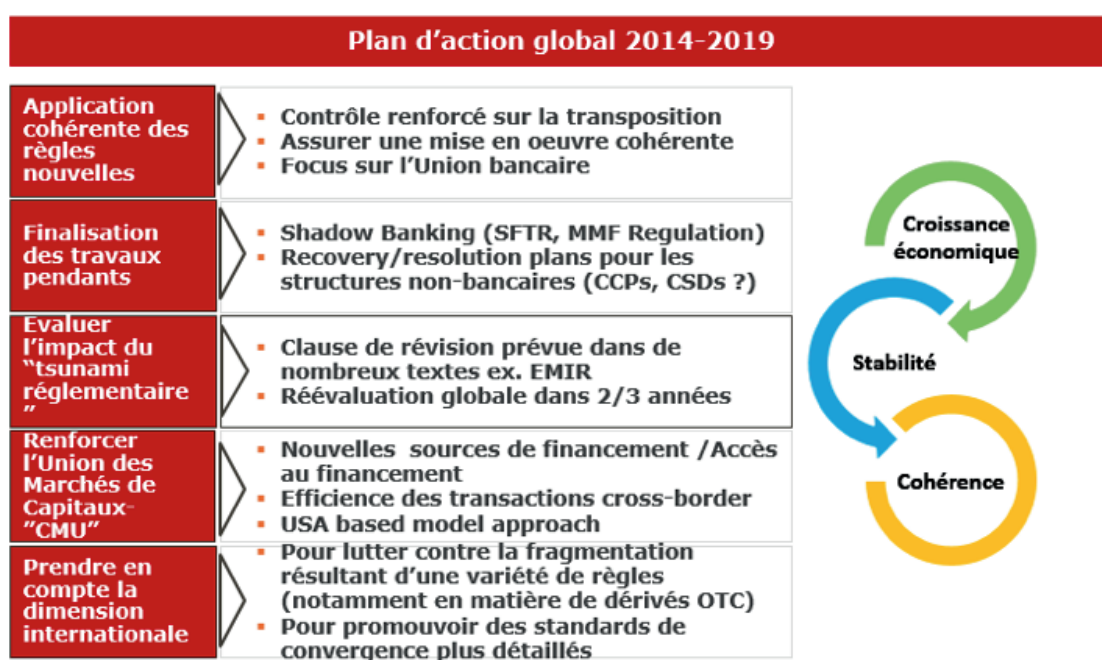 Plan d’action global 2014-2019
Application
cohérente des
règles
nouvelles
▪ Contrôle renforcé sur la transposition
▪ Assurer une mise en oeuvre cohérente
▪ Focus sur l’Union bancaire
Finalisation
des travaux
pendants
▪ Shadow Banking (SFTR, MMF Regulation)
▪ Recovery/resolution plans pour les
structures non-bancaires (CCPs, CSDs ?)
Evaluer
l’impact du
“tsunami
réglementaire
”
▪ Clause de révision prévue dans de
nombreux textes ex. EMIR
▪ Réévaluation globale dans 2/3 années
Renforcer
l’Union des
Marchés de
Capitaux-
”CMU”
▪ Nouvelles sources de financement /Accès
au financement
▪ Efficience des transactions cross-border
▪ USA based model approach
Prendre en
compte la
dimension
internationale
▪ Pour lutter contre la fragmentation
résultant d’une variété de règles
(notamment en matière de dérivés OTC)
▪ Pour promouvoir des standards de
convergence plus détaillés
Croissance
économique
Stabilité
Cohérence